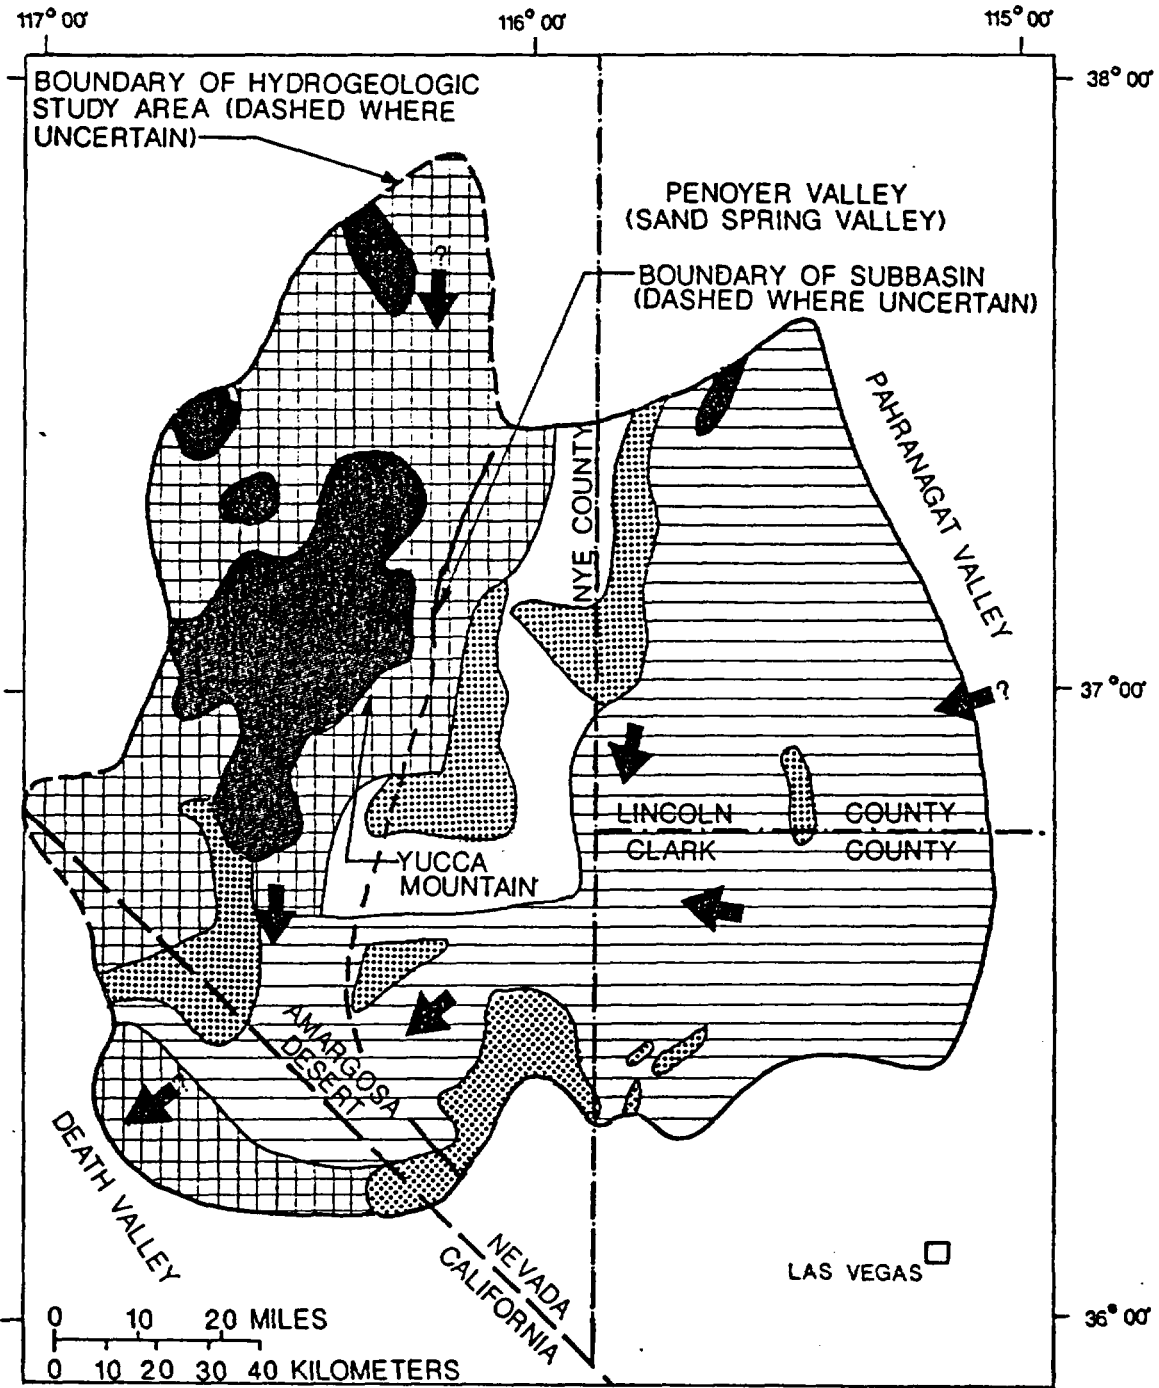 117° 00'
116° 00'
115° 00'
38° 00'
BOUNDARY OF HYDROGEOLOGIC
STUDY AREA (DASHED WHERE
UNCERTAIN)
PENOYER VALLEY
(SAND SPRING VALLEY)
?
BOUNDARY OF SUBBASIN
(DASHED WHERE UNCERTAIN)
PAHRANAGAT VALLEY
NYE COUNTY
?
37° 00'
LINCOLN COUNTY
CLARK COUNTY
YUCCA
MOUNTAIN
AMARGOSA
DESERT
?
DEATH VALLEY
NEVADA
CALIFORNIA
LAS VEGAS
36° 00'
0 10 20 MILES
0 10 20 30 40 KILOMETERS